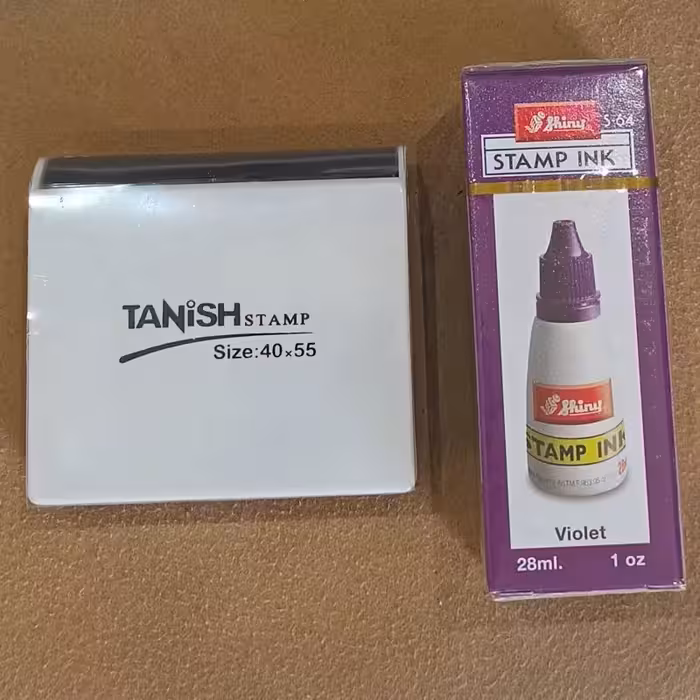 TANiSH STAMP
Size:40×55
Shiny S-64
STAMP INK
Shiny
STAMP INK
Violet
28ml. 1 oz